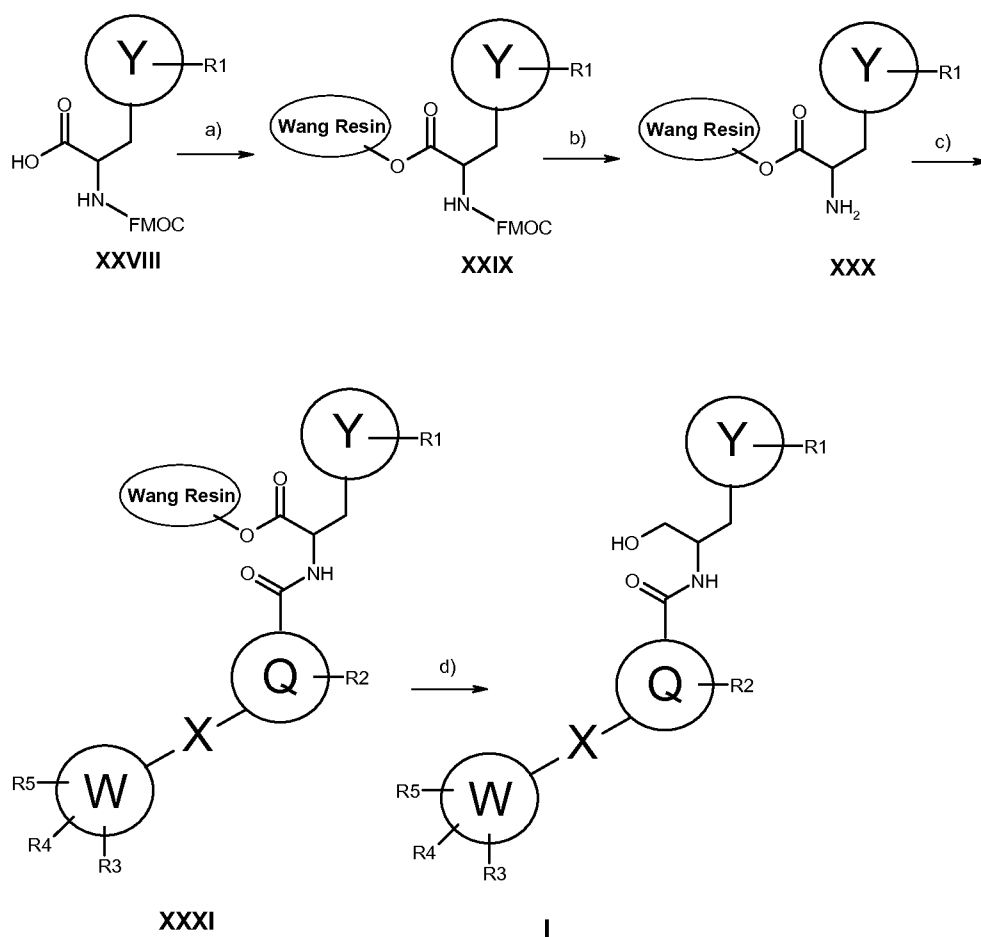 Y
R1
O
a)
HO
HN
FMOC
XXVIII
Y
R1
Wang Resin
O
O
b)
HN
FMOC
XXIX
Y
R1
Wang Resin
O
O
c)
NH2
XXX
Y
R1
Wang Resin
O
O
O
NH
Q
R2
X
W
R5
R4
R3
XXXI
d)
Y
R1
HO
O
NH
Q
R2
X
W
R5
R4
R3
I